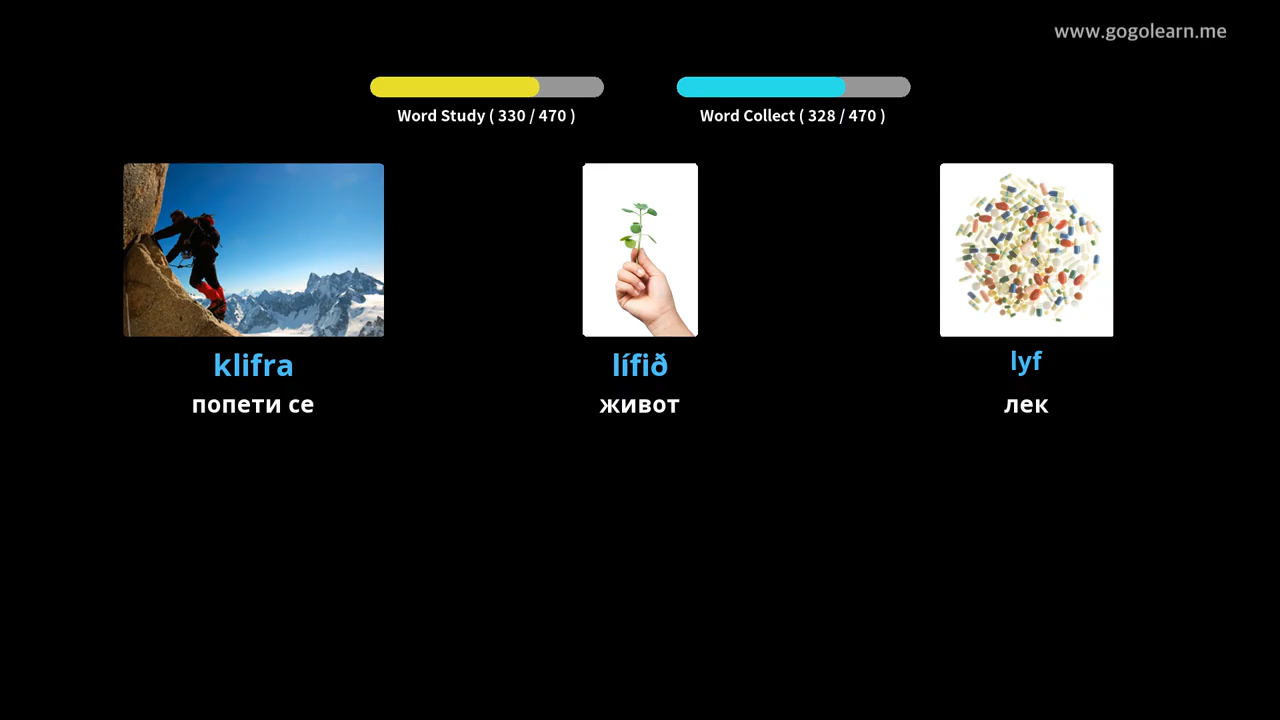 www.gogolearn.me
Word Study ( 330 / 470 )
Word Collect ( 328 / 470 )
klifra
попети се
lífið
живот
lyf
лек